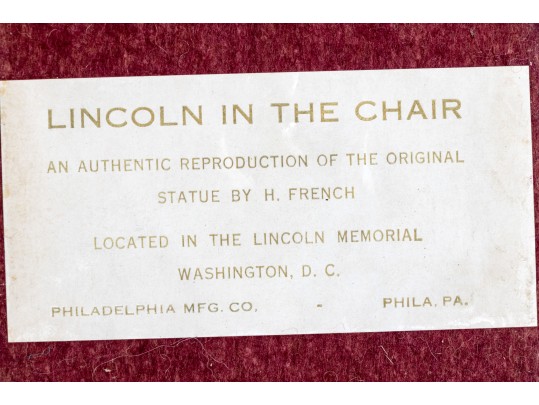 LINCOLN IN THE CHAIR
AN AUTHENTIC REPRODUCTION OF THE ORIGINAL
STATUE BY H. FRENCH
LOCATED IN THE LINCOLN MEMORIAL
WASHINGTON, D. C.
PHILADELPHIA MFG. CO. - PHILA, PA.